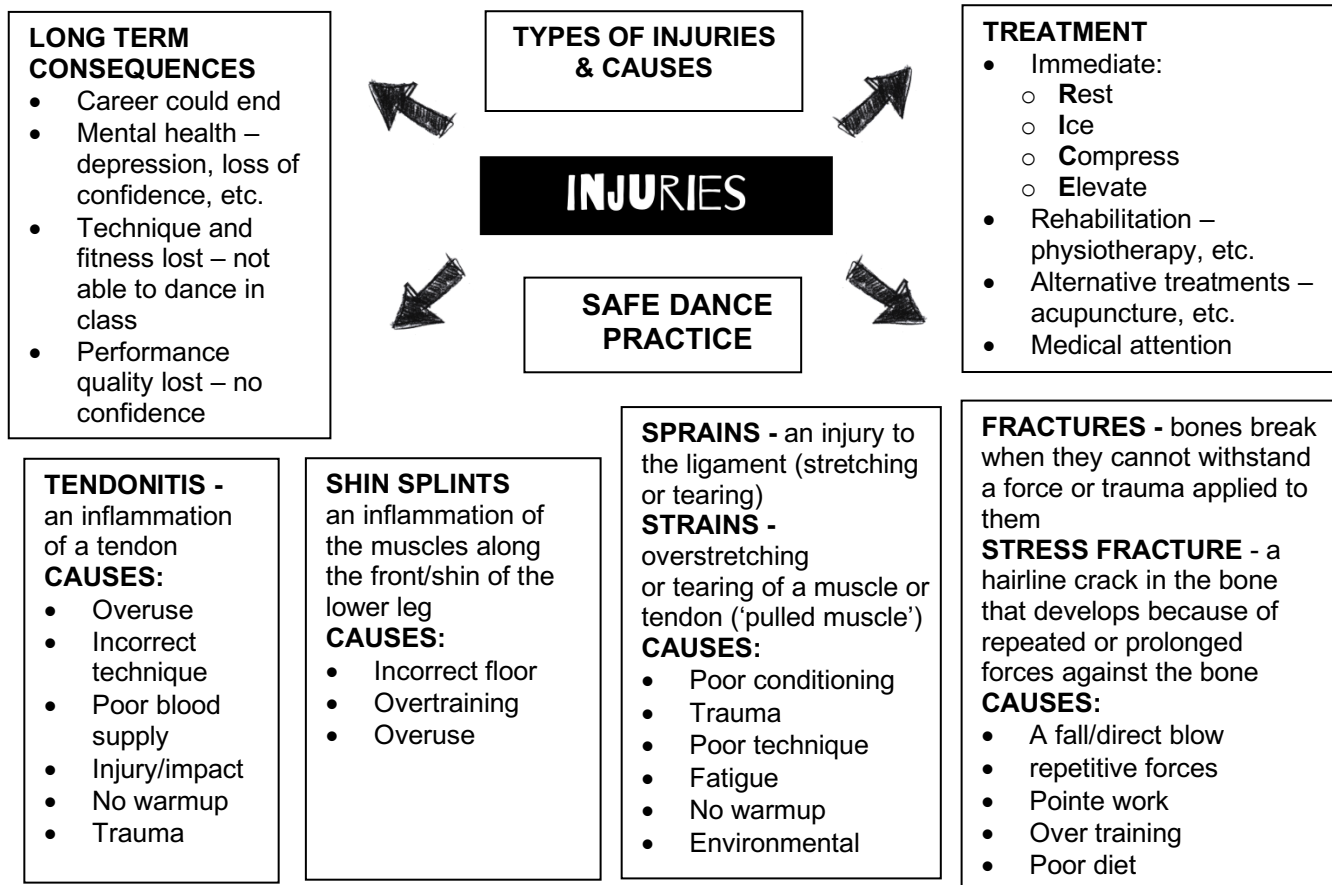 LONG TERM
CONSEQUENCES
• Career could end
• Mental health –
depression, loss of
confidence, etc.
• Technique and
fitness lost – not
able to dance in
class
• Performance
quality lost – no
confidence
TYPES OF INJURIES
& CAUSES
INJURIES
SAFE DANCE
PRACTICE
TREATMENT
• Immediate:
o Rest
o Ice
o Compress
o Elevate
• Rehabilitation –
physiotherapy, etc.
• Alternative treatments –
acupuncture, etc.
• Medical attention
TENDONITIS -
an inflammation
of a tendon
CAUSES:
• Overuse
• Incorrect
technique
• Poor blood
supply
• Injury/impact
• No warmup
• Trauma
SHIN SPLINTS
an inflammation of
the muscles along
the front/shin of the
lower leg
CAUSES:
• Incorrect floor
• Overtraining
• Overuse
SPRAINS - an injury to
the ligament (stretching
or tearing)
STRAINS -
overstretching
or tearing of a muscle or
tendon (‘pulled muscle’)
CAUSES:
• Poor conditioning
• Trauma
• Poor technique
• Fatigue
• No warmup
• Environmental
FRACTURES - bones break
when they cannot withstand
a force or trauma applied to
them
STRESS FRACTURE - a
hairline crack in the bone
that develops because of
repeated or prolonged
forces against the bone
CAUSES:
• A fall/direct blow
• repetitive forces
• Pointe work
• Over training
• Poor diet